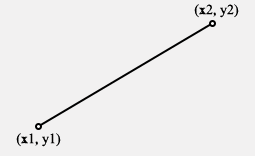 (x2, y2)
(x1, y1)